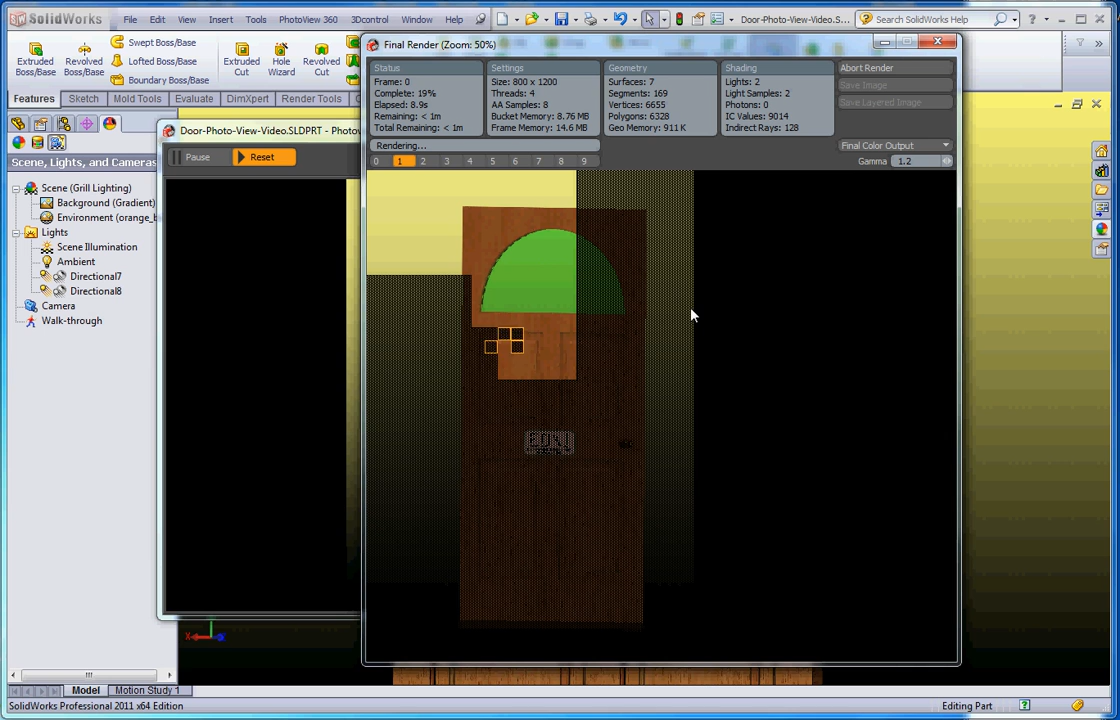 SolidWorks File Edit View Insert Tools PhotoView 360 3Dcontrol Window Help Door-Photo-View-Video.S... Search SolidWorks Help
Extruded Boss/Base Revolved Boss/Base Swept Boss/Base Lofted Boss/Base Boundary Boss/Base Extruded Cut Hole Wizard Revolved Cut
Features Sketch Mold Tools Evaluate DimXpert Render Tools
Door-Photo-View-Video.SLDPRT - Photov
Pause Reset
Scene, Lights, and Cameras
Scene (Grill Lighting)
Background (Gradient)
Environment (orange_b
Lights
Scene Illumination
Ambient
Directional7
Directional8
Camera
Walk-through
Final Render (Zoom: 50%)
Status
Frame: 0
Complete: 19%
Elapsed: 8.9s
Remaining: < 1m
Total Remaining: < 1m
Settings
Size: 800 x 1200
Threads: 4
AA Samples: 8
Bucket Memory: 8.76 MB
Frame Memory: 14.6 MB
Geometry
Surfaces: 7
Segments: 169
Vertices: 6655
Polygons: 6328
Geo Memory: 911 K
Shading
Lights: 2
Light Samples: 2
Photons: 0
IC Values: 9014
Indirect Rays: 128
Abort Render
Save Image
Save Layered Image
Rendering...
Final Color Output
0 1 2 3 4 5 6 7 8 9
Gamma 1.2
X
Model Motion Study 1
SolidWorks Professional 2011 x64 Edition Editing Part